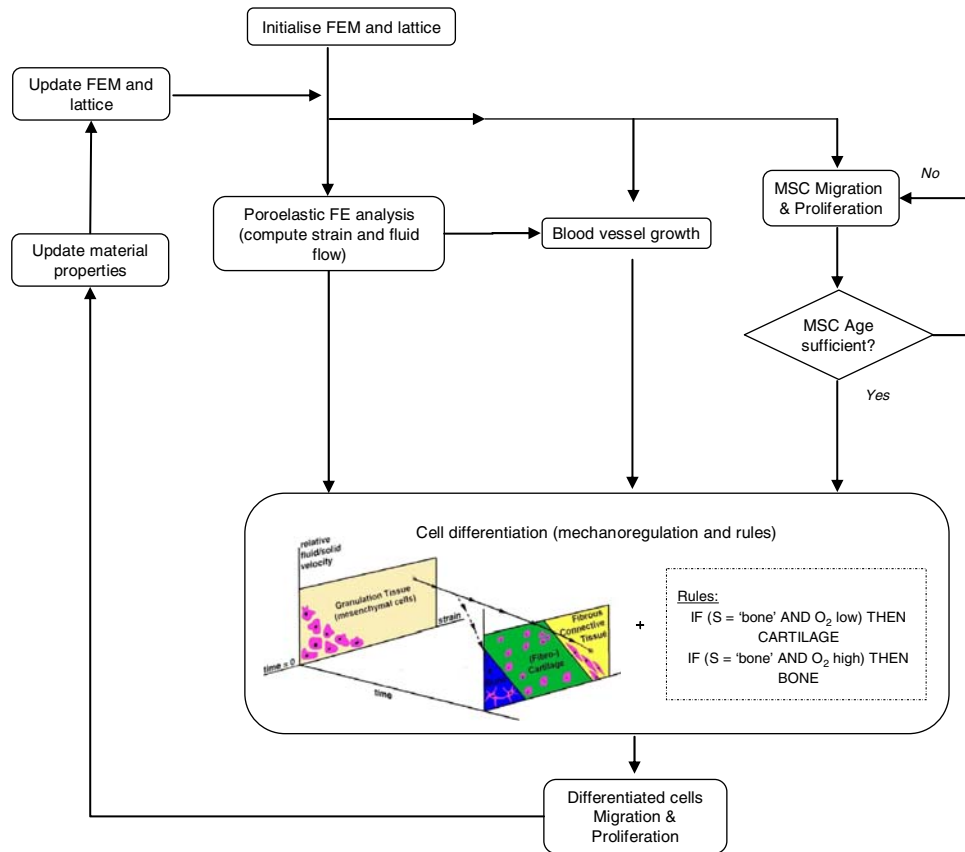 Initialise FEM and lattice
Update FEM and
lattice
No
MSC Migration
& Proliferation
Poroelastic FE analysis
(compute strain and fluid
flow)
Blood vessel growth
Update material
properties
MSC Age
sufficient?
Yes
Cell differentiation (mechanoregulation and rules)
relative
fluid/solid
velocity
Granulation Tissue
(mesenchymal cells)
strain
time = 0
time
(Fibro-)
Cartilage
Fibrous
Connective
Tissue
+
Rules:
IF (S = ‘bone’ AND O₂ low) THEN
CARTILAGE
IF (S = ‘bone’ AND O₂ high) THEN
BONE
Differentiated cells
Migration &
Proliferation